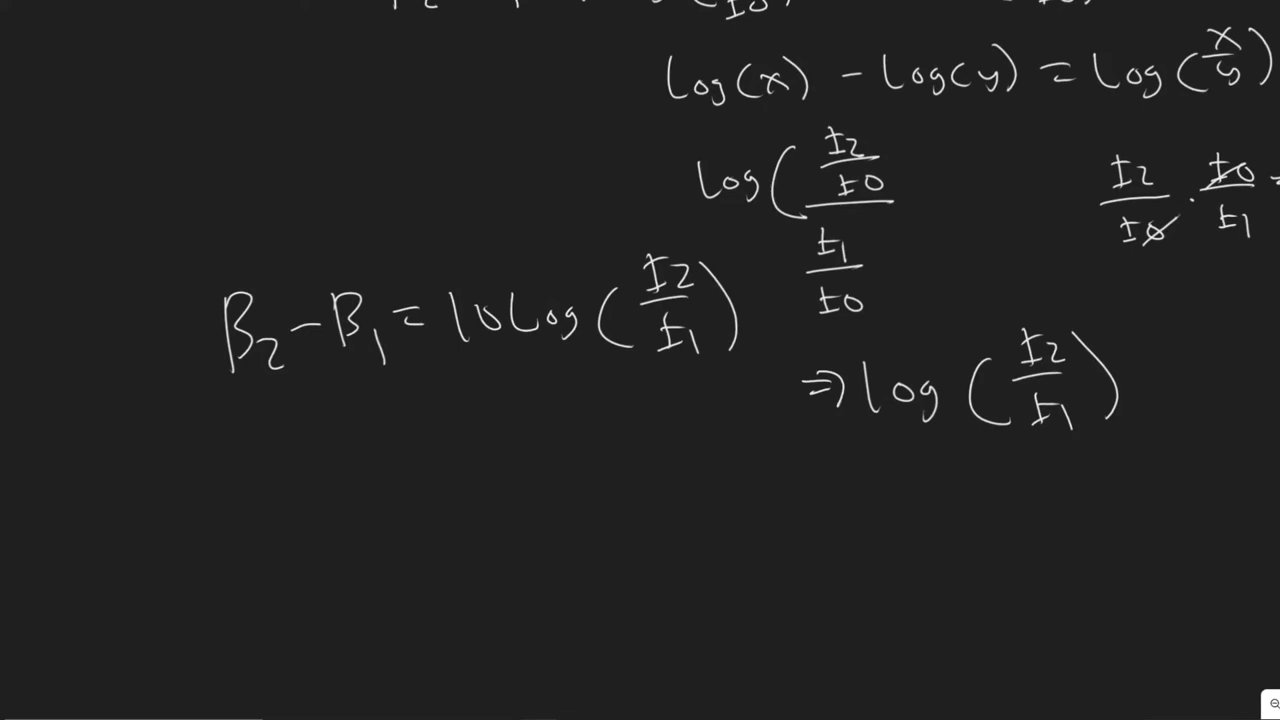 log(x) - log(y) = log(x/y)
log( (I2/I0) / (I1/I0)
I2/I0 · I0/I1
β2 - β1 = 10 log(I2/I1)
⇒ log(I2/I1)